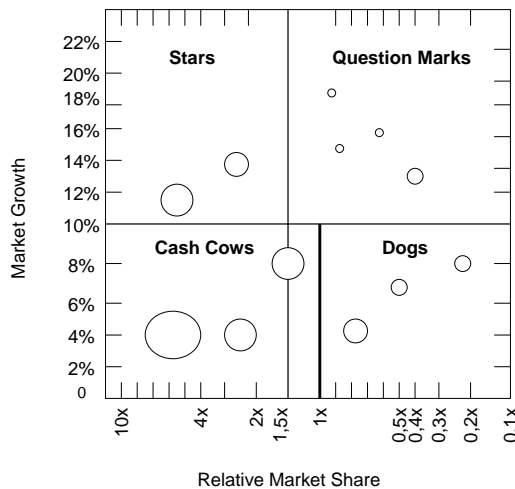 22%
Stars
Question Marks
20%
18%
16%
14%
12%
10%
Market Growth
Cash Cows
Dogs
8%
6%
4%
2%
0
10x
4x
2x
1,5x
1x
0,5x
0,4x
0,3x
0,2x
0.1x
Relative Market Share